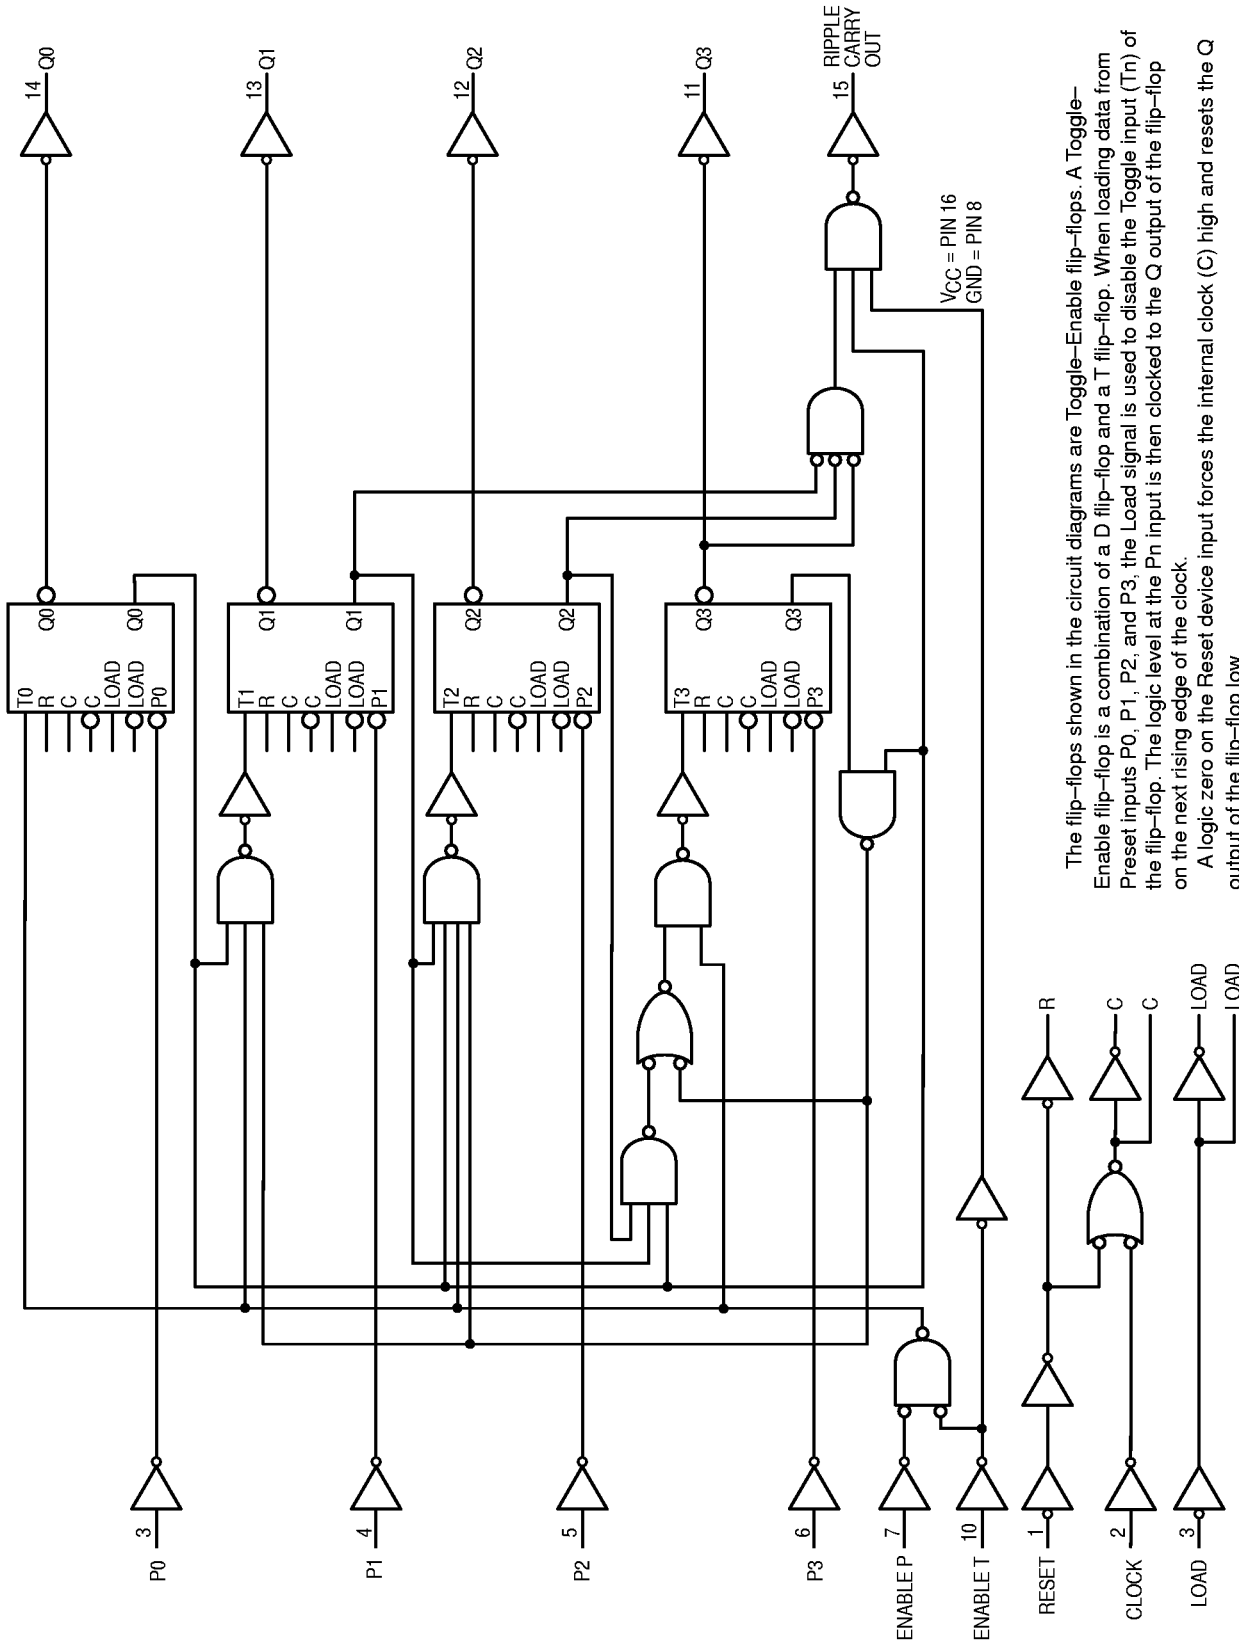 P0
3
P1
4
P2
5
P3
6
ENABLE P
7
ENABLE T
10
RESET
1
CLOCK
2
LOAD
3
R
C
C
LOAD
LOAD
T0
R
C
C
LOAD
LOAD
P0
Q0
Q0
T1
R
C
C
LOAD
LOAD
P1
Q1
Q1
T2
R
C
C
LOAD
LOAD
P2
Q2
Q2
T3
R
C
C
LOAD
LOAD
P3
Q3
Q3
14
Q0
13
Q1
12
Q2
11
Q3
15
RIPPLE
CARRY
OUT
VCC = PIN 16
GND = PIN 8
The flip–flops shown in the circuit diagrams are Toggle–Enable flip–flops. A Toggle–
Enable flip–flop is a combination of a D flip–flop and a T flip–flop. When loading data from
Preset inputs P0, P1, P2, and P3, the Load signal is used to disable the Toggle input (Tn) of
the flip–flop. The logic level at the Pn input is then clocked to the Q output of the flip–flop
on the next rising edge of the clock.
A logic zero on the Reset device input forces the internal clock (C) high and resets the Q
output of the flip–flop low.